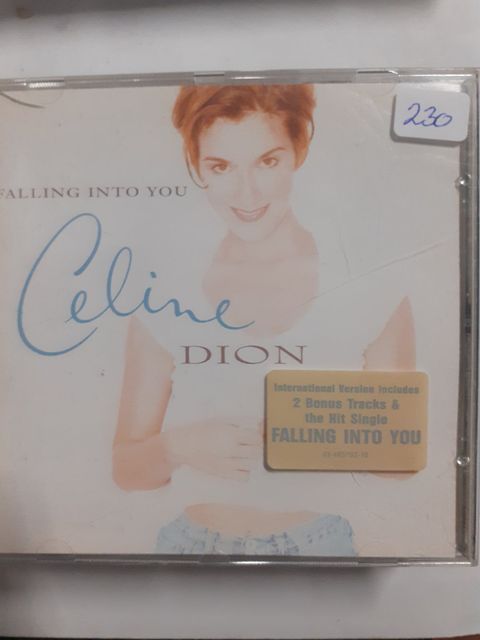 230
FALLING INTO YOU
Celine
DION
International Version Includes
2 Bonus Tracks &
the Hit Single
FALLING INTO YOU